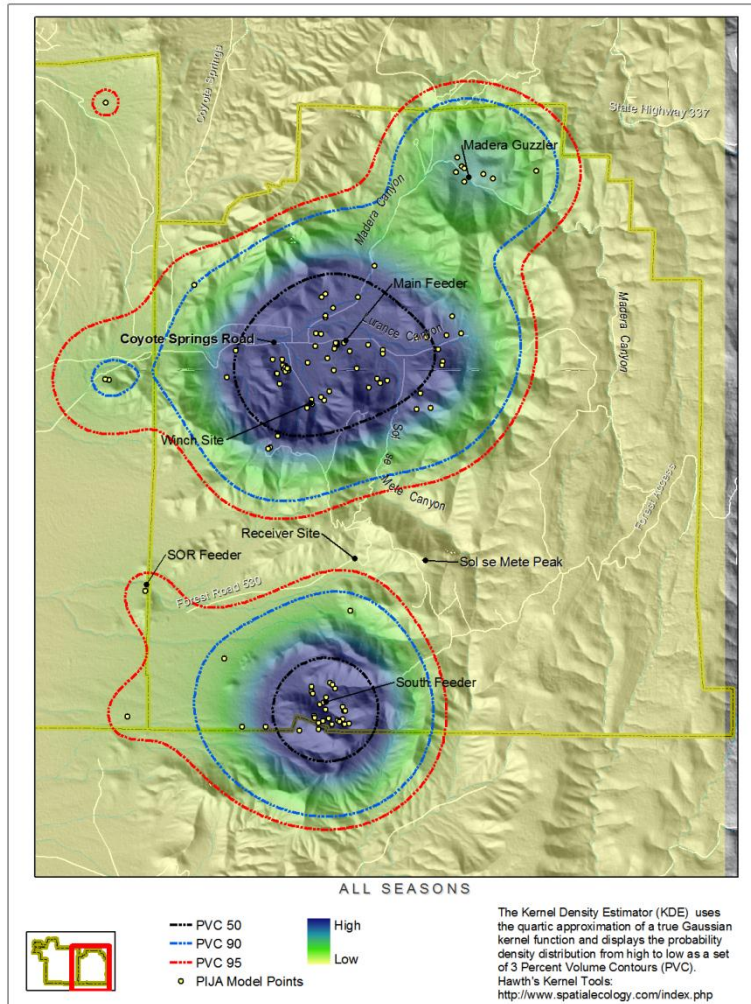 Coyote Springs
State Highway 337
Madera Guzzler
Madera Canyon
Main Feeder
Lurance Canyon
Madera Canyon
Coyote Springs Road
Winch Site
Sol se Mete Canyon
Forest Access
Receiver Site
Sol se Mete Peak
SOR Feeder
Forest Road 530
South Feeder
ALL SEASONS
PVC 50
PVC 90
PVC 95
PIJA Model Points
High
Low
The Kernel Density Estimator (KDE) uses
the quartic approximation of a true Gaussian
kernel function and displays the probability
density distribution from high to low as a set
of 3 Percent Volume Contours (PVC).
Hawth's Kernel Tools:
http://www.spatialecology.com/index.php